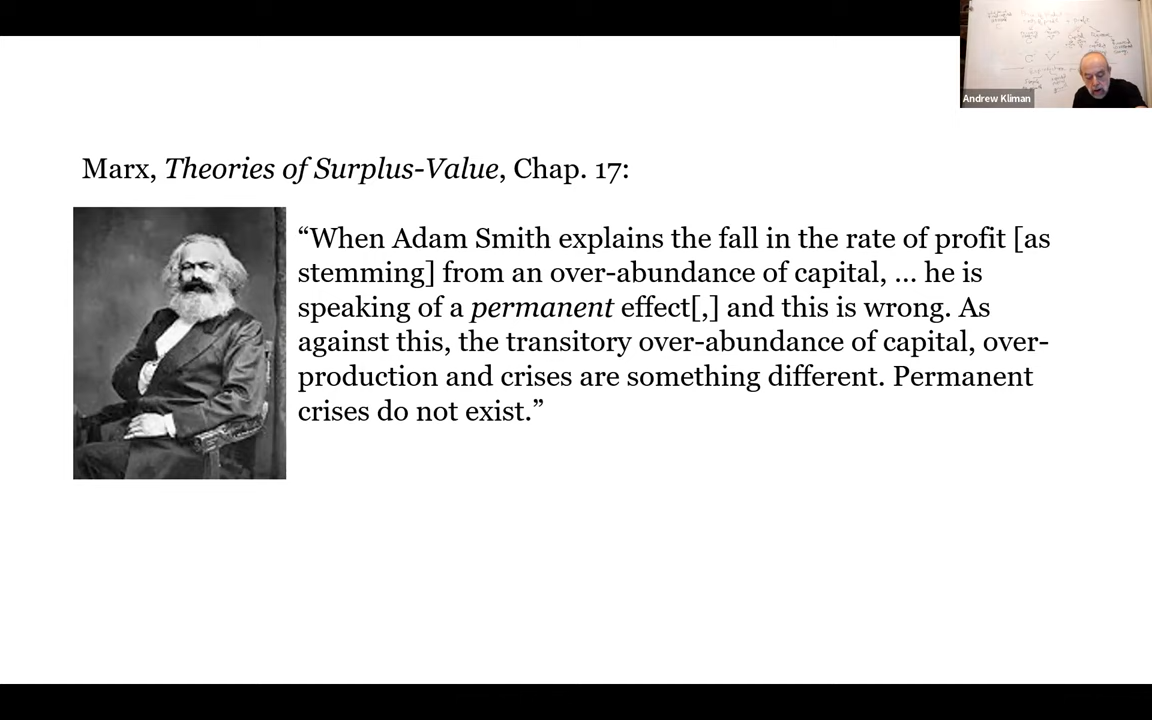 Andrew Kliman
Marx, Theories of Surplus-Value, Chap. 17:
“When Adam Smith explains the fall in the rate of profit [as
stemming] from an over-abundance of capital, ... he is
speaking of a permanent effect[,] and this is wrong. As
against this, the transitory over-abundance of capital, over-
production and crises are something different. Permanent
crises do not exist.”